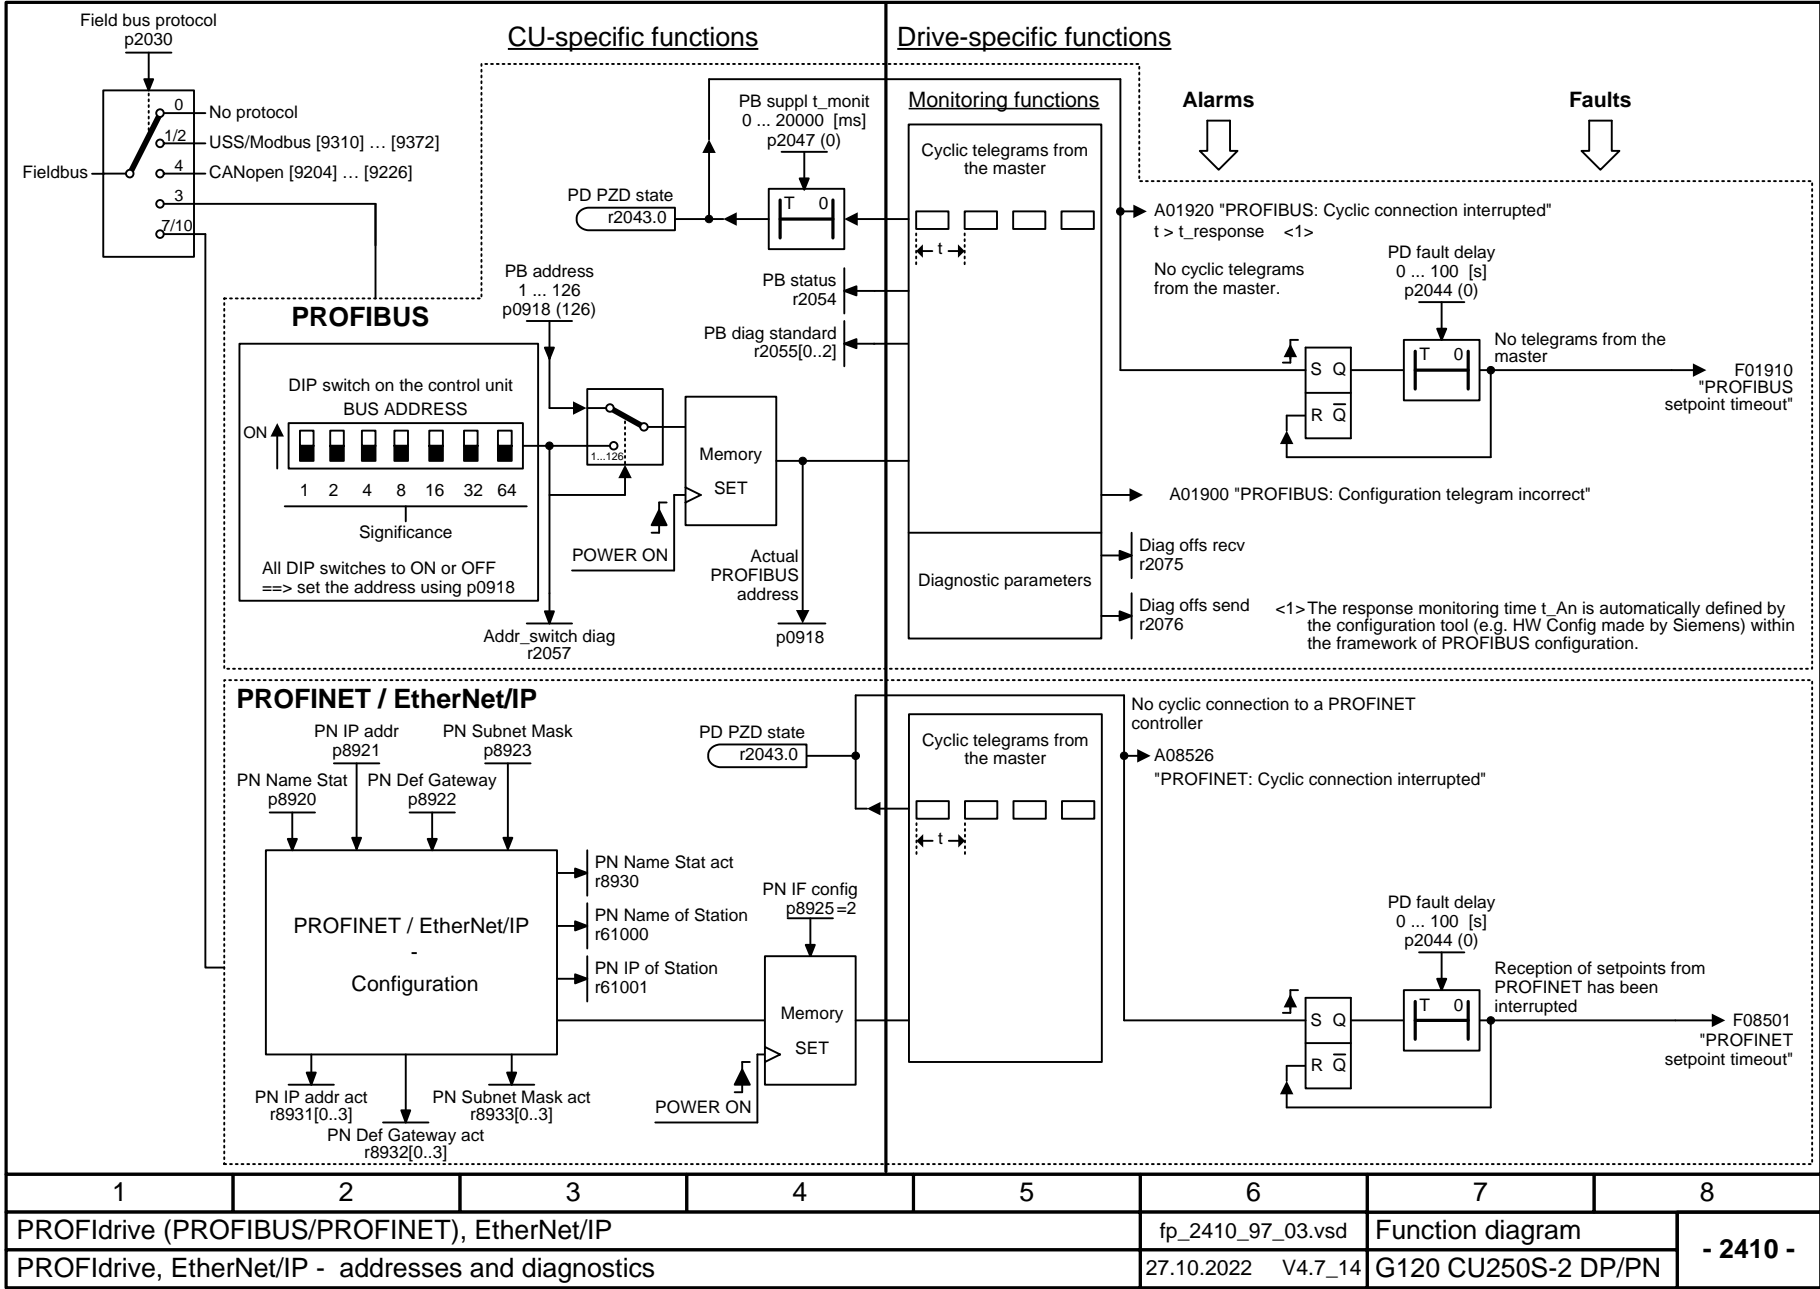 Field bus protocol
p2030
CU-specific functions
Drive-specific functions
0
No protocol
1/2
USS/Modbus [9310] … [9372]
Fieldbus
4
CANopen [9204] … [9226]
3
7/10
PB suppl t_monit
0 ... 20000 [ms]
p2047 (0)
T 0
PD PZD state
r2043.0
Monitoring functions
Cyclic telegrams from
the master
t
Alarms
Faults
A01920 "PROFIBUS: Cyclic connection interrupted"
t > t_response <1>
No cyclic telegrams
from the master.
PD fault delay
0 ... 100 [s]
p2044 (0)
T 0
No telegrams from the
master
S Q
R Q
F01910
"PROFIBUS
setpoint timeout"
PROFIBUS
PB address
1 ... 126
p0918 (126)
PB status
r2054
PB diag standard
r2055[0..2]
DIP switch on the control unit
BUS ADDRESS
ON
1 2 4 8 16 32 64
Significance
All DIP switches to ON or OFF
==> set the address using p0918
1...126
Memory
SET
POWER ON
Actual
PROFIBUS
address
p0918
Addr_switch diag
r2057
A01900 "PROFIBUS: Configuration telegram incorrect"
Diagnostic parameters
Diag offs recv
r2075
Diag offs send
r2076
<1> The response monitoring time t_An is automatically defined by
the configuration tool (e.g. HW Config made by Siemens) within
the framework of PROFIBUS configuration.
PROFINET / EtherNet/IP
PN IP addr
p8921
PN Subnet Mask
p8923
PN Name Stat
p8920
PN Def Gateway
p8922
PROFINET / EtherNet/IP
-
Configuration
PN Name Stat act
r8930
PN Name of Station
r61000
PN IP of Station
r61001
PN IP addr act
r8931[0..3]
PN Subnet Mask act
r8933[0..3]
PN Def Gateway act
r8932[0..3]
PD PZD state
r2043.0
PN IF config
p8925 =2
Memory
SET
POWER ON
Cyclic telegrams from
the master
t
No cyclic connection to a PROFINET
controller
A08526
"PROFINET: Cyclic connection interrupted"
PD fault delay
0 ... 100 [s]
p2044 (0)
T 0
Reception of setpoints from
PROFINET has been
interrupted
S Q
R Q
F08501
"PROFINET
setpoint timeout"
1 2 3 4 5 6 7 8
PROFIdrive (PROFIBUS/PROFINET), EtherNet/IP
fp_2410_97_03.vsd
Function diagram
- 2410 -
PROFIdrive, EtherNet/IP - addresses and diagnostics
27.10.2022 V4.7_14
G120 CU250S-2 DP/PN